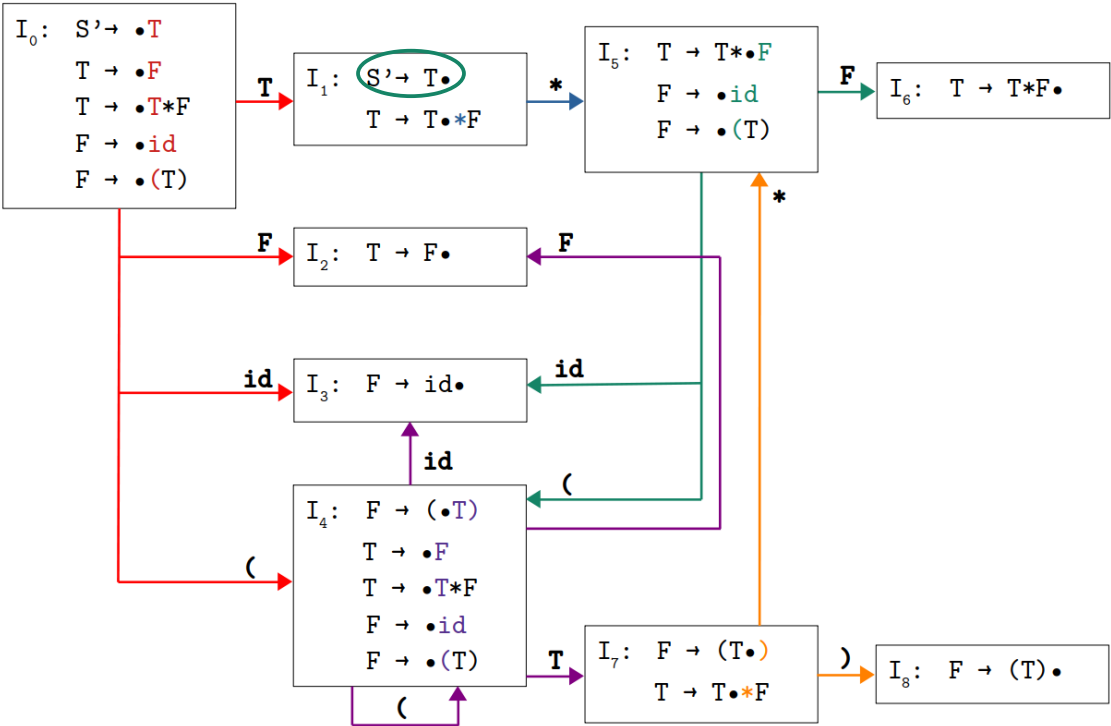 I₀: S’→ •T
T → •F
T → •T*F
F → •id
F → •(T)
T
I₁: S’→ T•
T → T•*F
*
I₅: T → T*•F
F → •id
F → •(T)
F
I₆: T → T*F•
*
F
I₂: T → F•
F
id
I₃: F → id•
id
id
(
I₄: F → (•T)
T → •F
T → •T*F
F → •id
F → •(T)
(
(
T
I₇: F → (T•)
T → T•*F
)
I₈: F → (T)•